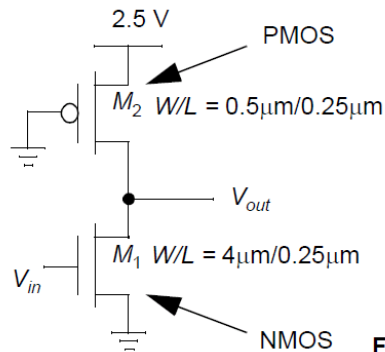 2.5 V
PMOS
M2 W/L = 0.5μm/0.25μm
Vout
M1 W/L = 4μm/0.25μm
Vin
NMOS
F